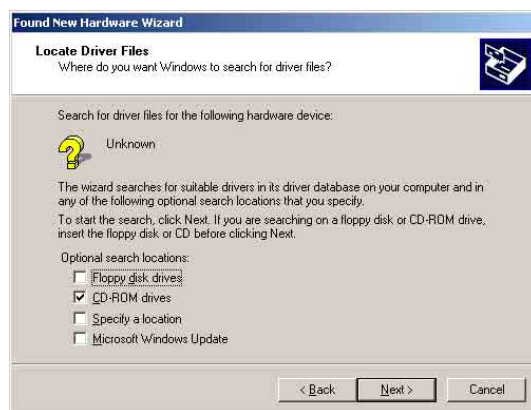 Found New Hardware Wizard
Locate Driver Files
Where do you want Windows to search for driver files?
Search for driver files for the following hardware device:
Unknown
The wizard searches for suitable drivers in its driver database on your computer and in
any of the following optional search locations that you specify.
To start the search, click Next. If you are searching on a floppy disk or CD-ROM drive,
insert the floppy disk or CD before clicking Next.
Optional search locations:
Floppy disk drives
CD-ROM drives
Specify a location
Microsoft Windows Update
< Back
Next >
Cancel